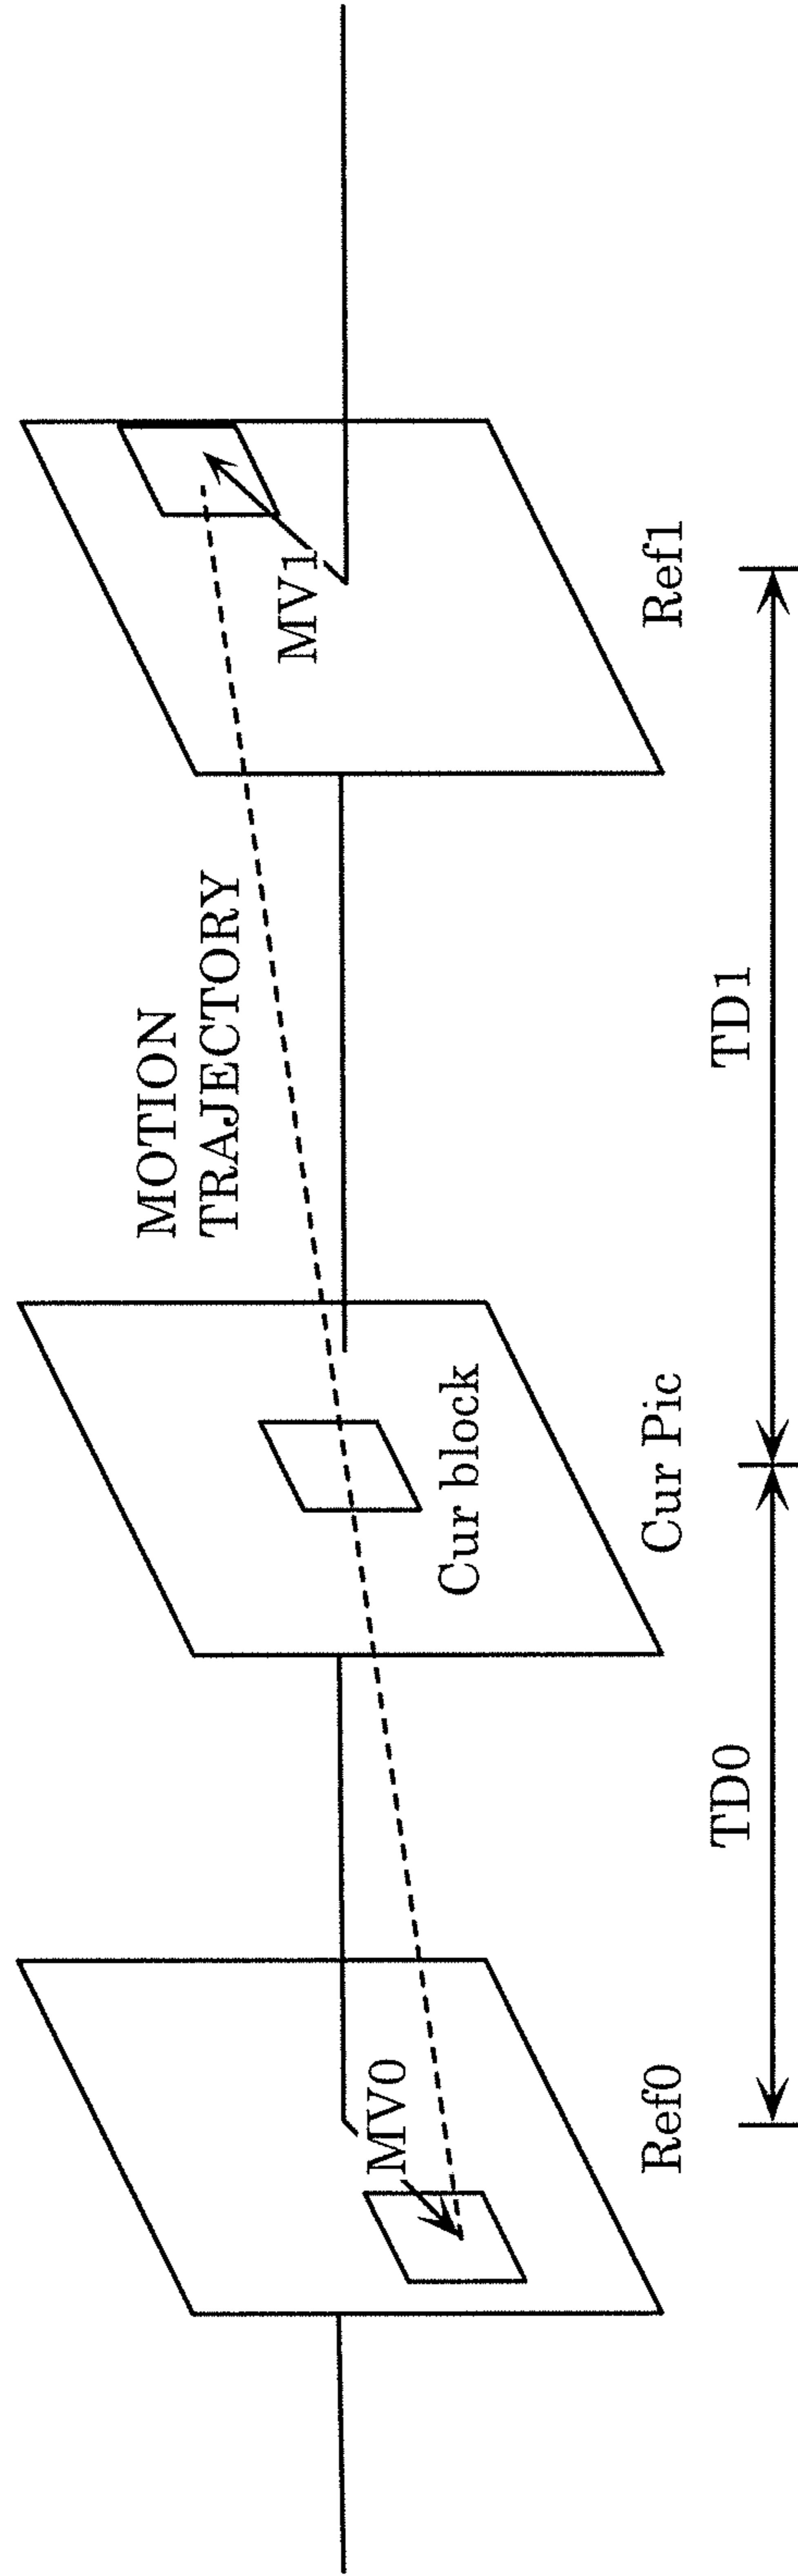 MOTION
TRAJECTORY
MV0
MV1
Cur block
Ref0
Cur Pic
Ref1
TD0
TD1